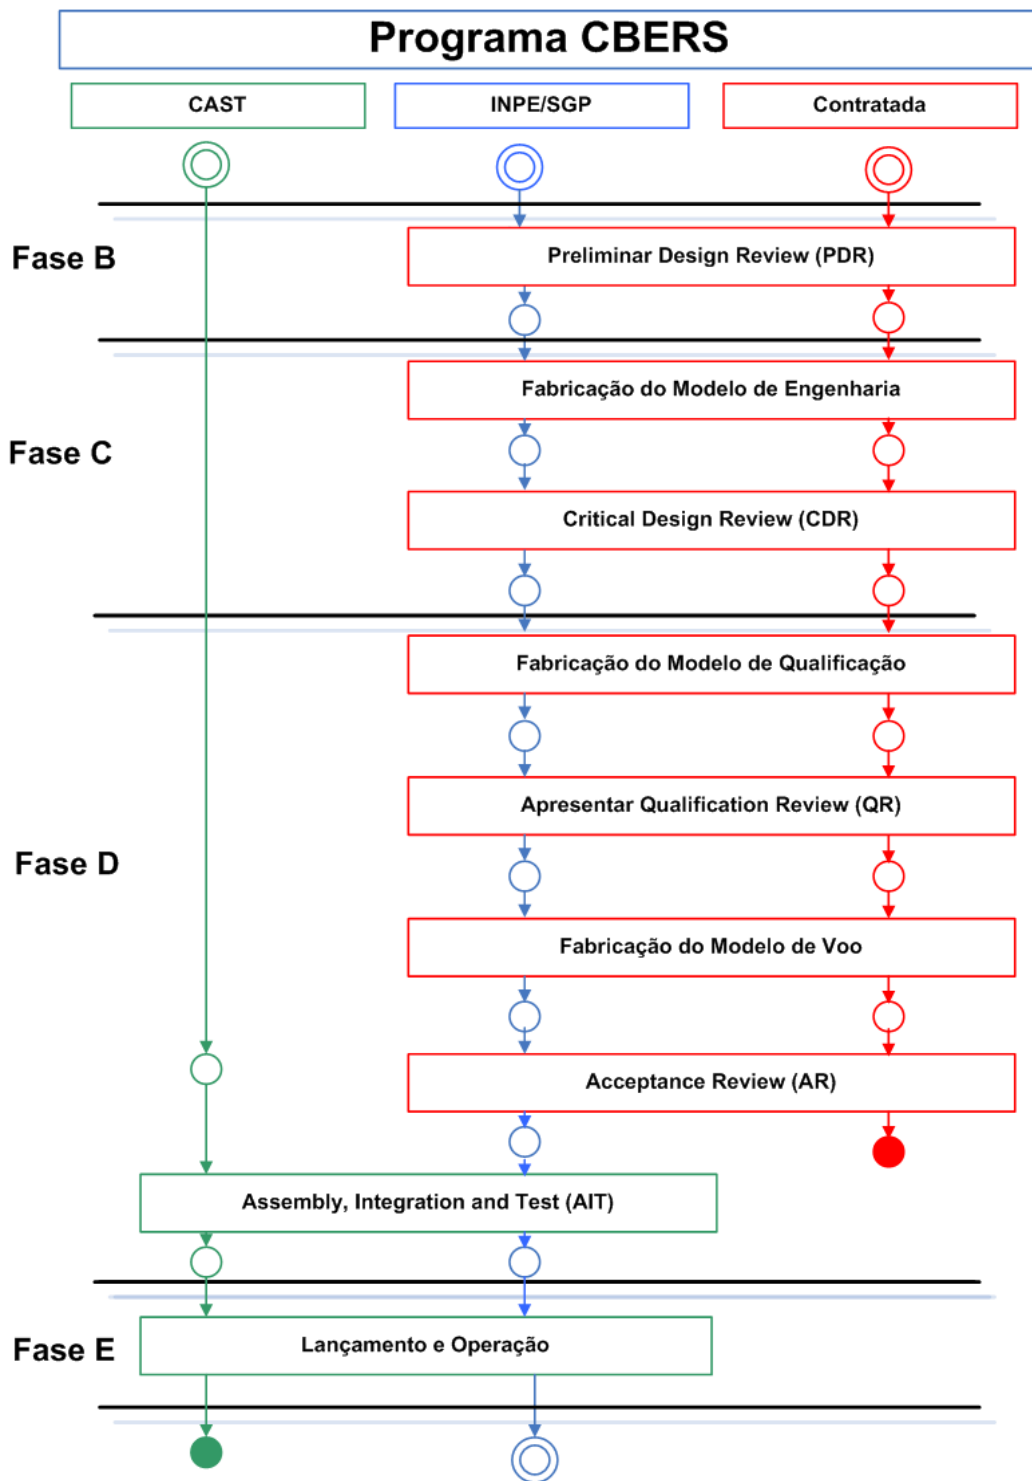 Programa CBERS
CAST
INPE/SGP
Contratada
Fase B
Preliminar Design Review (PDR)
Fabricação do Modelo de Engenharia
Fase C
Critical Design Review (CDR)
Fabricação do Modelo de Qualificação
Apresentar Qualification Review (QR)
Fase D
Fabricação do Modelo de Voo
Acceptance Review (AR)
Assembly, Integration and Test (AIT)
Fase E
Lançamento e Operação